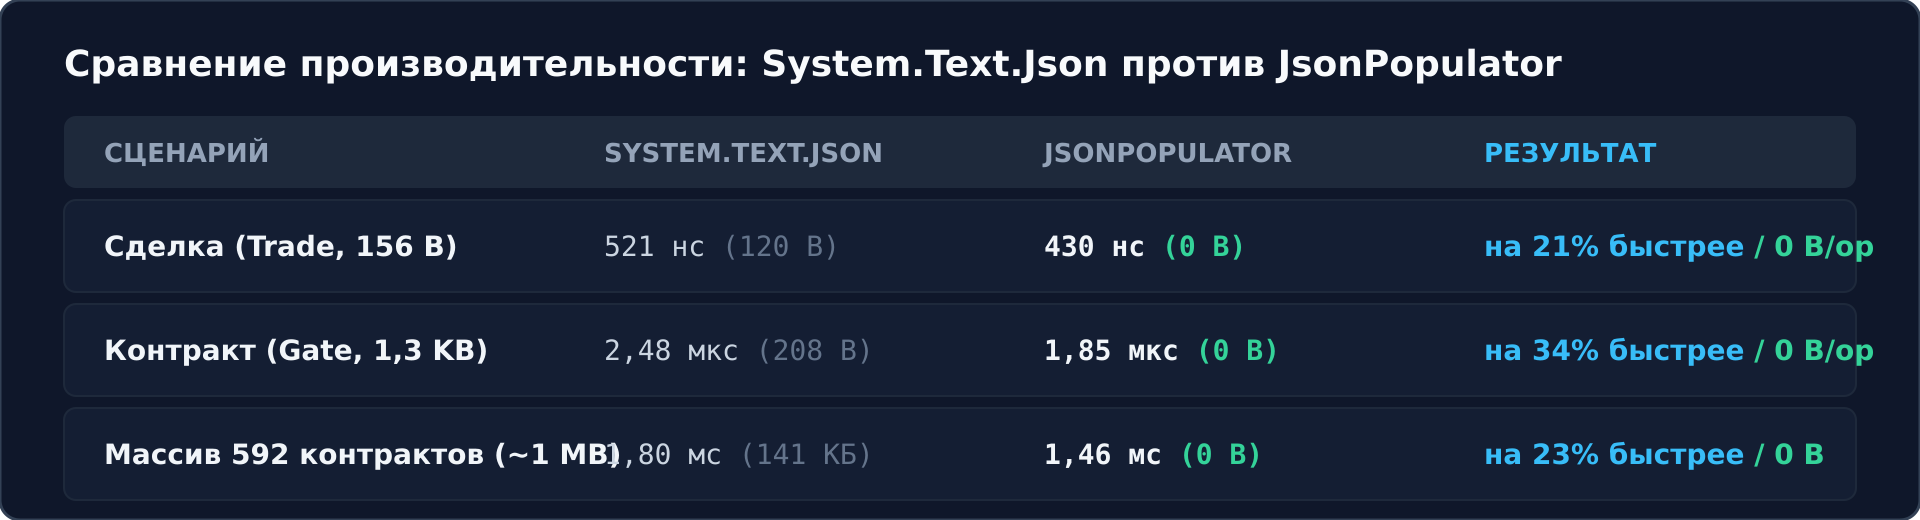 Сравнение производительности: System.Text.Json против JsonPopulator
СЦЕНАРИЙ SYSTEM.TEXT.JSON JSONPOPULATOR РЕЗУЛЬТАТ
Сделка (Trade, 156 B) 521 нс (120 B) 430 нс (0 B) на 21% быстрее / 0 B/op
Контракт (Gate, 1,3 KB) 2,48 мкс (208 B) 1,85 мкс (0 B) на 34% быстрее / 0 B/op
Массив 592 контрактов (~1 MB) 1,80 мс (141 КБ) 1,46 мс (0 B) на 23% быстрее / 0 B